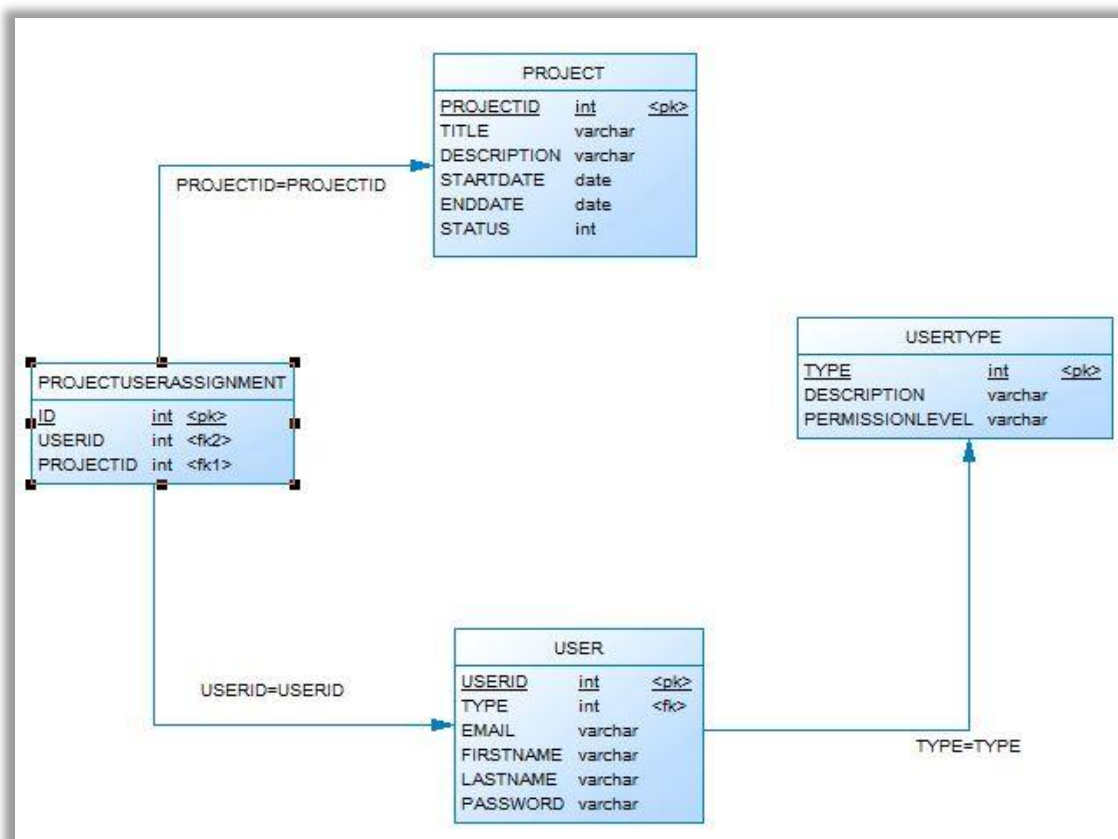 PROJECT
PROJECTID int <pk>
TITLE varchar
DESCRIPTION varchar
STARTDATE date
ENDDATE date
STATUS int
PROJECTID=PROJECTID
PROJECTUSERASSIGNMENT
ID int <pk>
USERID int <fk2>
PROJECTID int <fk1>
USERTYPE
TYPE int <pk>
DESCRIPTION varchar
PERMISSIONLEVEL varchar
USERID=USERID
USER
USERID int <pk>
TYPE int <fk>
EMAIL varchar
FIRSTNAME varchar
LASTNAME varchar
PASSWORD varchar
TYPE=TYPE